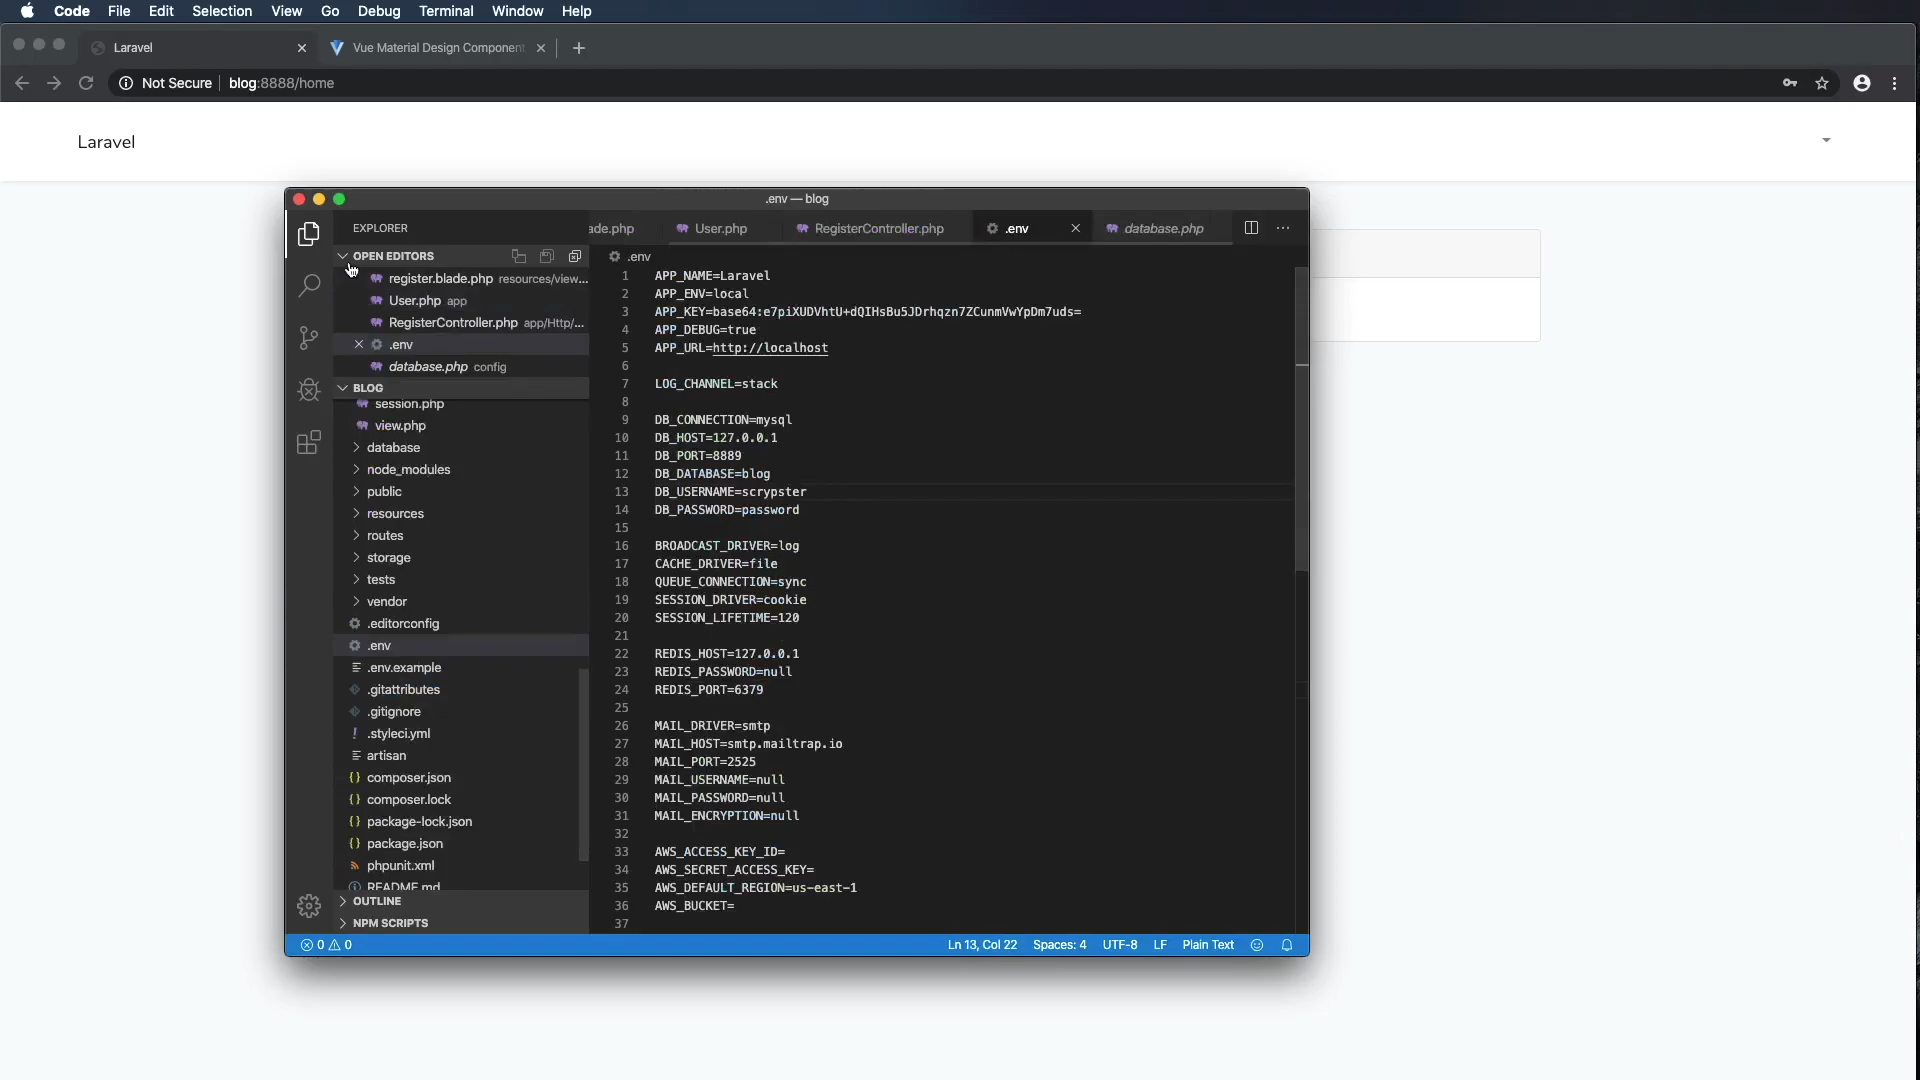 Code File Edit Selection View Go Debug Terminal Window Help
Laravel Vue Material Design Component
Not Secure blog:8888/home
Laravel
.env — blog
EXPLORER
ade.php User.php RegisterController.php .env database.php
OPEN EDITORS
.env
register.blade.php resources/view...
User.php app
RegisterController.php app/Http/...
.env
database.php config
BLOG
session.php
view.php
database
node_modules
public
resources
routes
storage
tests
vendor
.editorconfig
.env
.env.example
.gitattributes
.gitignore
.styleci.yml
artisan
composer.json
composer.lock
package-lock.json
package.json
phpunit.xml
README.md
OUTLINE
NPM SCRIPTS
1 APP_NAME=Laravel
2 APP_ENV=local
3 APP_KEY=base64:e7piXUDVhtU+dQIHsBu5JDrhqzn7ZCunmVwYpDm7uds=
4 APP_DEBUG=true
5 APP_URL=http://localhost
6
7 LOG_CHANNEL=stack
8
9 DB_CONNECTION=mysql
10 DB_HOST=127.0.0.1
11 DB_PORT=8889
12 DB_DATABASE=blog
13 DB_USERNAME=scrypster
14 DB_PASSWORD=password
15
16 BROADCAST_DRIVER=log
17 CACHE_DRIVER=file
18 QUEUE_CONNECTION=sync
19 SESSION_DRIVER=cookie
20 SESSION_LIFETIME=120
21
22 REDIS_HOST=127.0.0.1
23 REDIS_PASSWORD=null
24 REDIS_PORT=6379
25
26 MAIL_DRIVER=smtp
27 MAIL_HOST=smtp.mailtrap.io
28 MAIL_PORT=2525
29 MAIL_USERNAME=null
30 MAIL_PASSWORD=null
31 MAIL_ENCRYPTION=null
32
33 AWS_ACCESS_KEY_ID=
34 AWS_SECRET_ACCESS_KEY=
35 AWS_DEFAULT_REGION=us-east-1
36 AWS_BUCKET=
37
0 0 Ln 13, Col 22 Spaces: 4 UTF-8 LF Plain Text